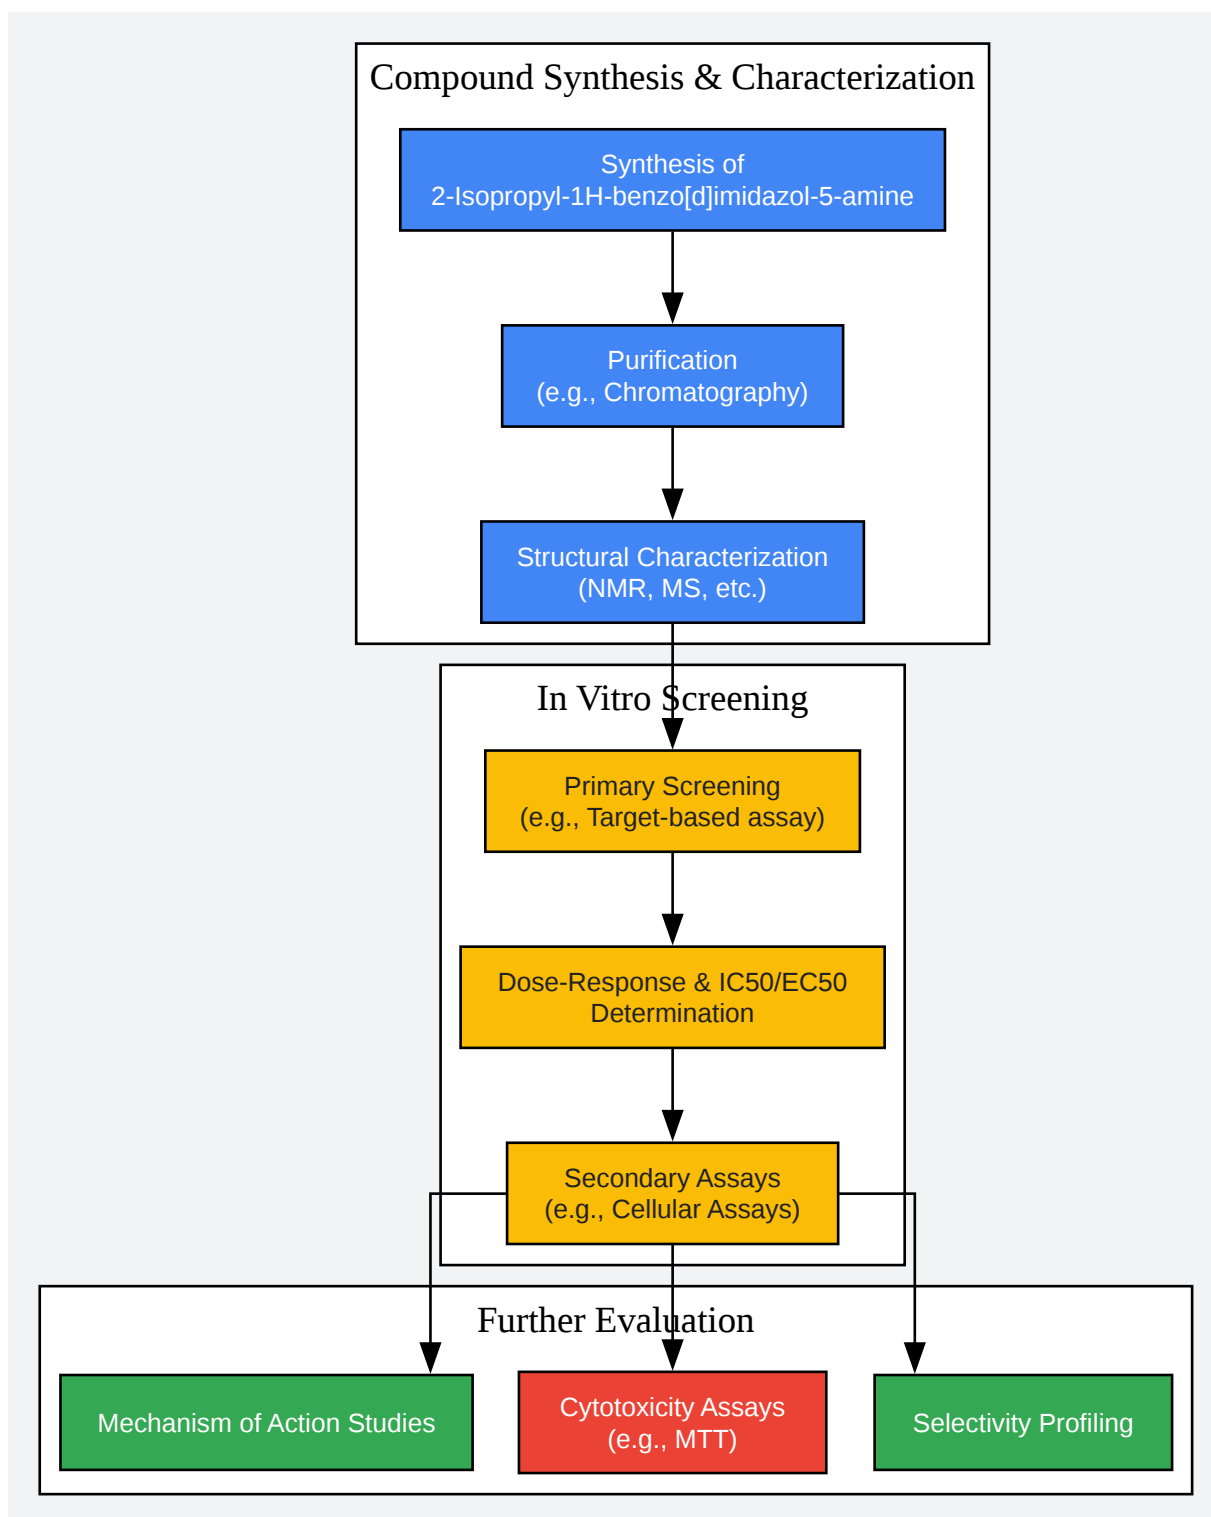 Compound Synthesis & Characterization
Synthesis of
2-Isopropyl-1H-benzo[d]imidazol-5-amine
Purification
(e.g., Chromatography)
Structural Characterization
(NMR, MS, etc.)
In Vitro Screening
Primary Screening
(e.g., Target-based assay)
Dose-Response & IC50/EC50
Determination
Secondary Assays
(e.g., Cellular Assays)
Further Evaluation
Mechanism of Action Studies
Cytotoxicity Assays
(e.g., MTT)
Selectivity Profiling